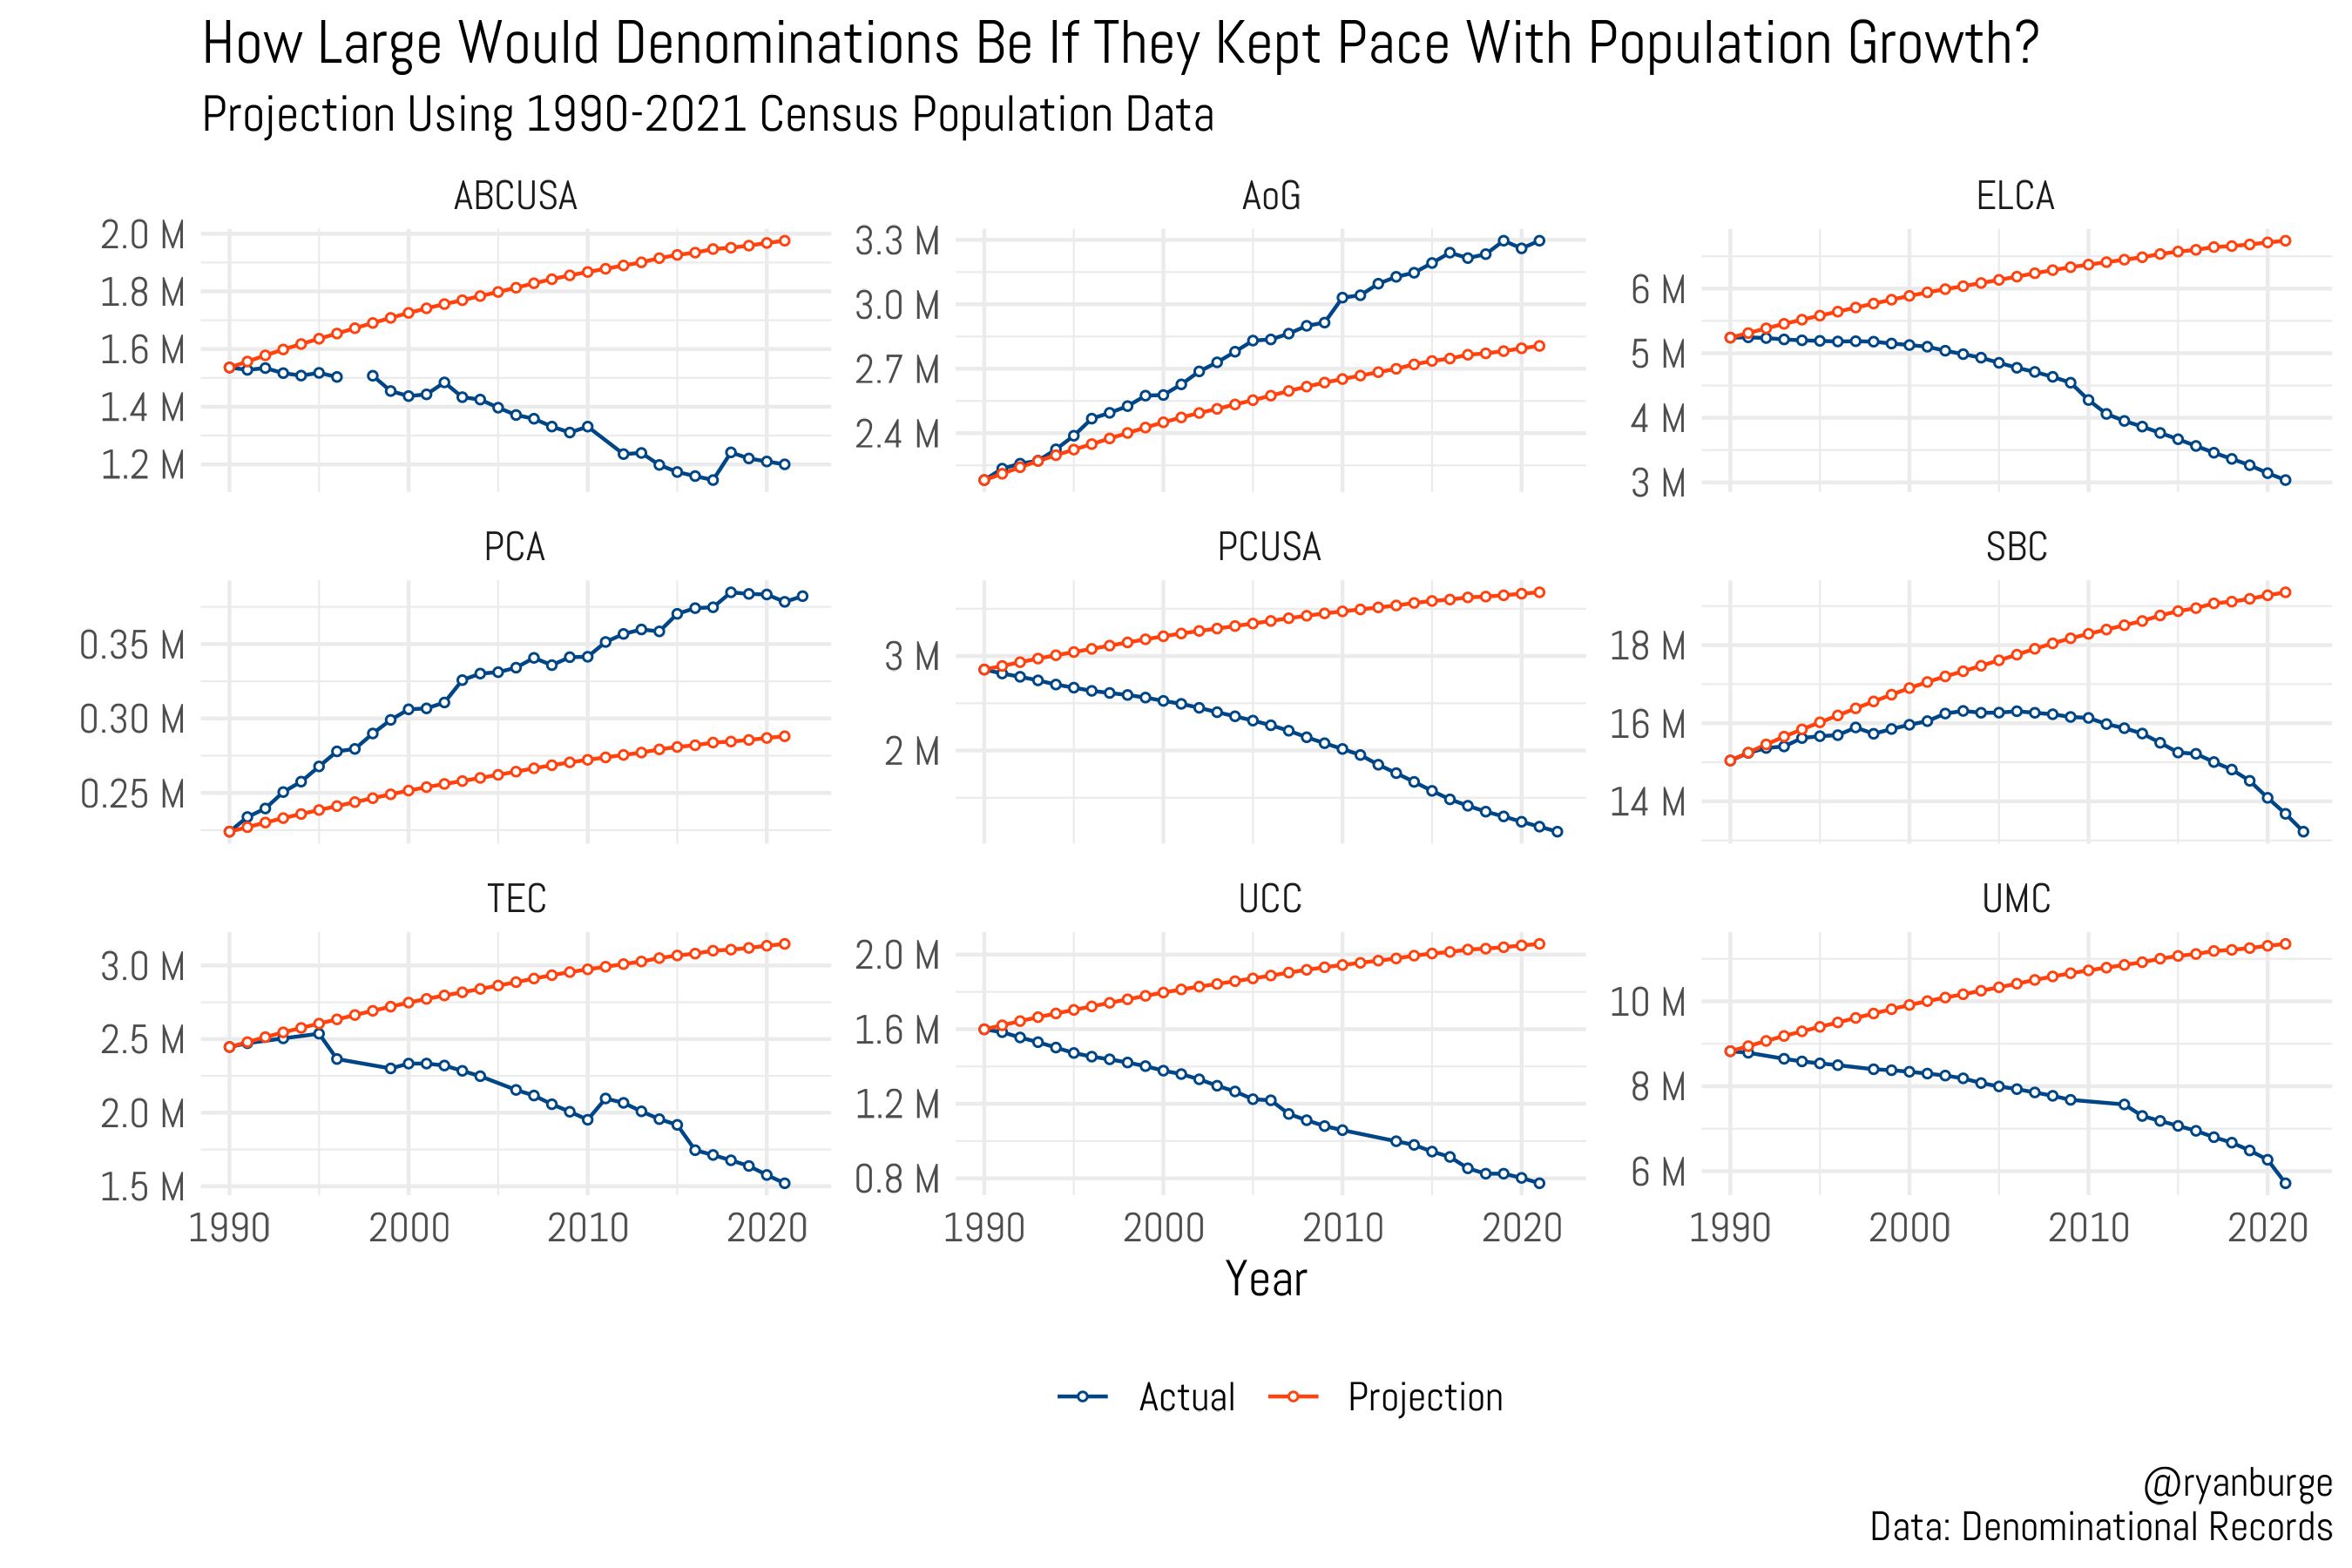 How Large Would Denominations Be If They Kept Pace With Population Growth?
Projection Using 1990-2021 Census Population Data
ABCUSA
2.0 M
1.8 M
1.6 M
1.4 M
1.2 M
AoG
3.3 M
3.0 M
2.7 M
2.4 M
ELCA
6 M
5 M
4 M
3 M
PCA
0.35 M
0.30 M
0.25 M
PCUSA
3 M
2 M
SBC
18 M
16 M
14 M
TEC
3.0 M
2.5 M
2.0 M
1.5 M
1990 2000 2010 2020
UCC
2.0 M
1.6 M
1.2 M
0.8 M
1990 2000 2010 2020
UMC
10 M
8 M
6 M
1990 2000 2010 2020
Year
Actual Projection
@ryanburge
Data: Denominational Records